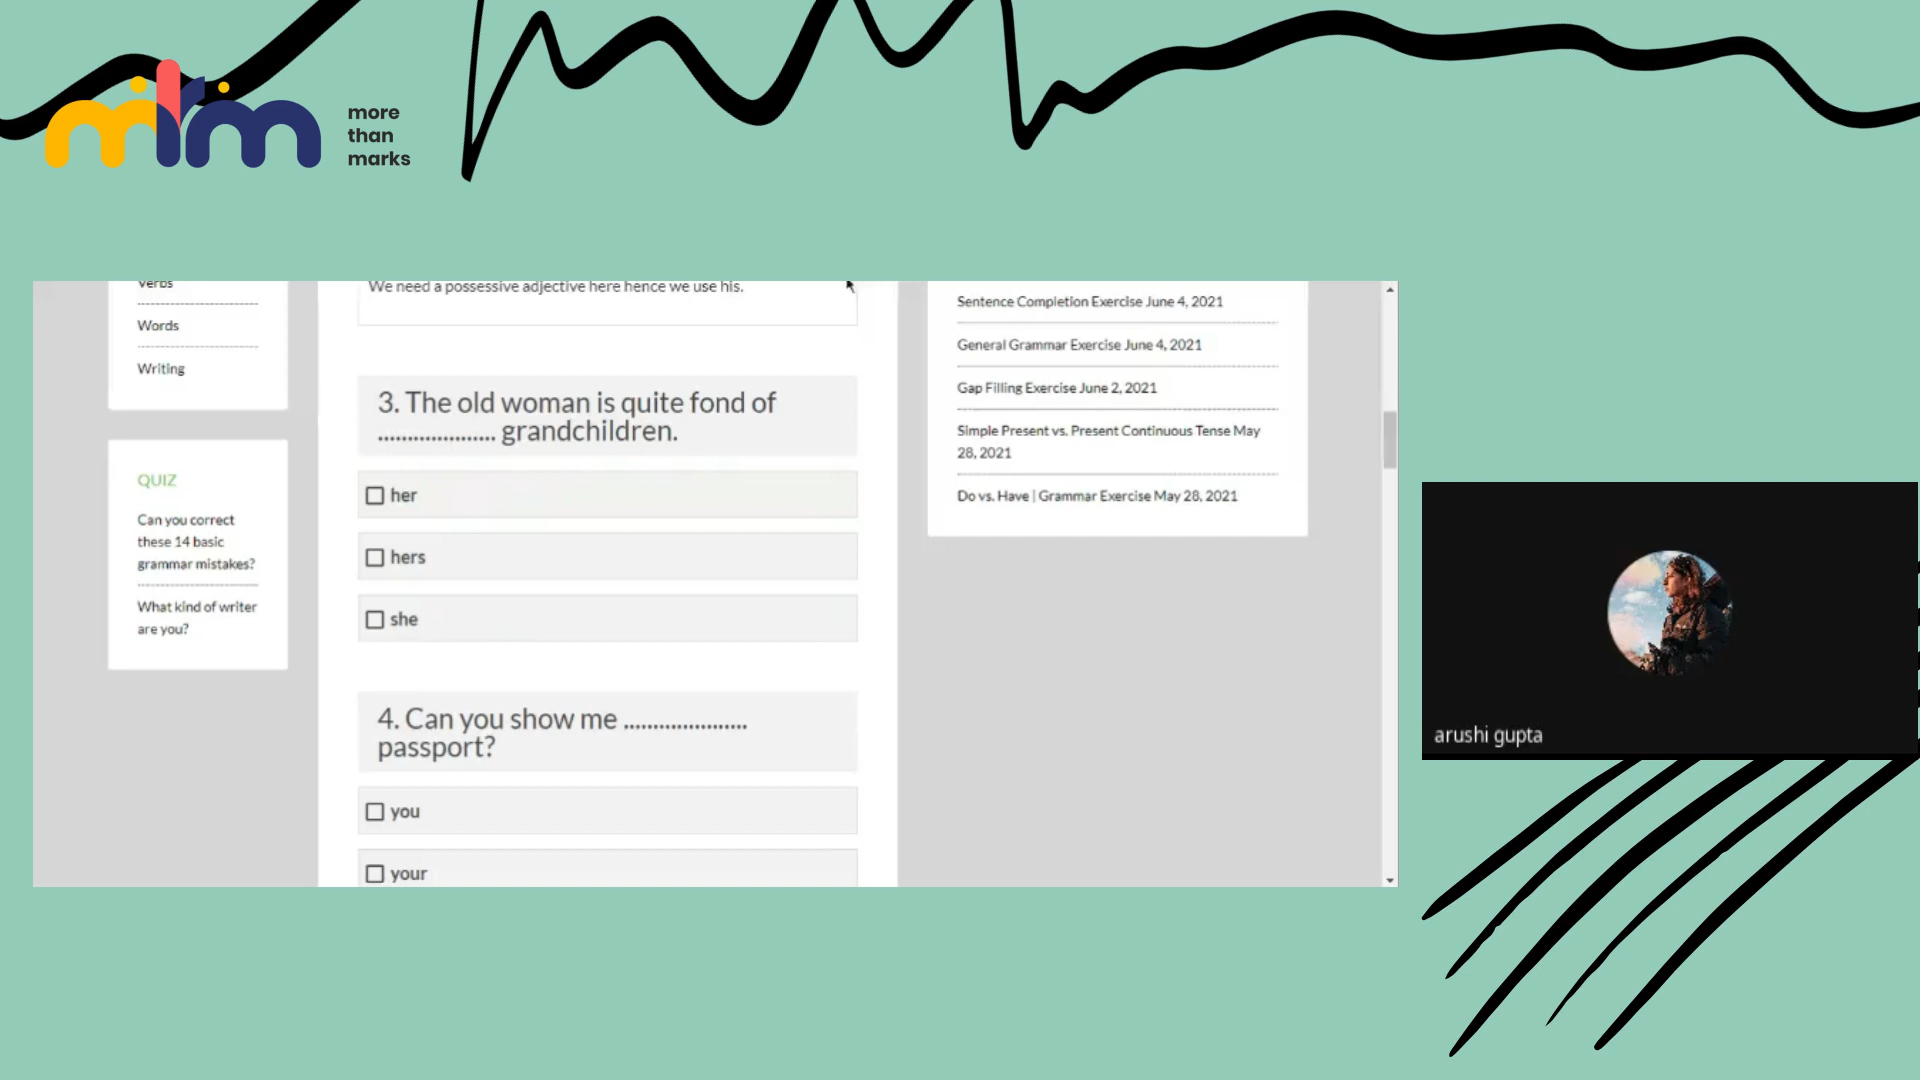 mtm
more
than
marks
Verbs
Words
Writing
QUIZ
Can you correct
these 14 basic
grammar mistakes?
What kind of writer
are you?
We need a possessive adjective here hence we use his.
3. The old woman is quite fond of
.................... grandchildren.
her
hers
she
4. Can you show me .....................
passport?
you
your
Sentence Completion Exercise June 4, 2021
General Grammar Exercise June 4, 2021
Gap Filling Exercise June 2, 2021
Simple Present vs. Present Continuous Tense May
28, 2021
Do vs. Have | Grammar Exercise May 28, 2021
arushi gupta